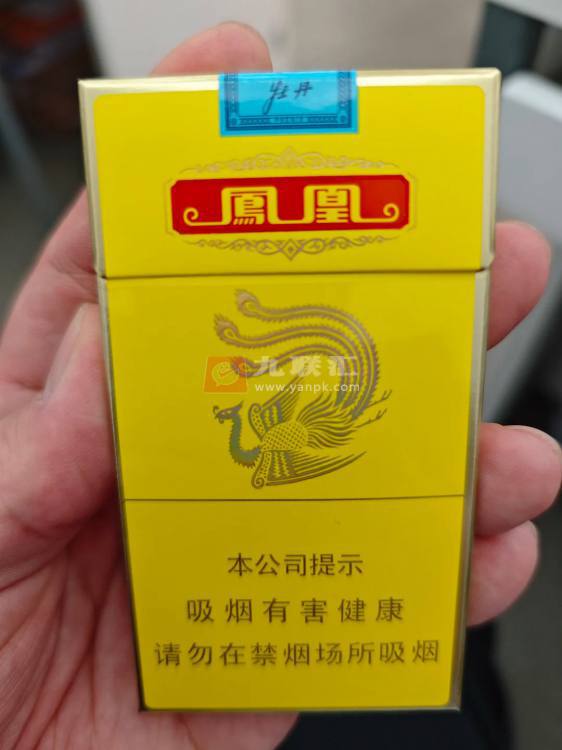 牡丹
鳳凰
九联汇
www.yanpk.com
本公司提示
吸烟有害健康
请勿在禁烟场所吸烟